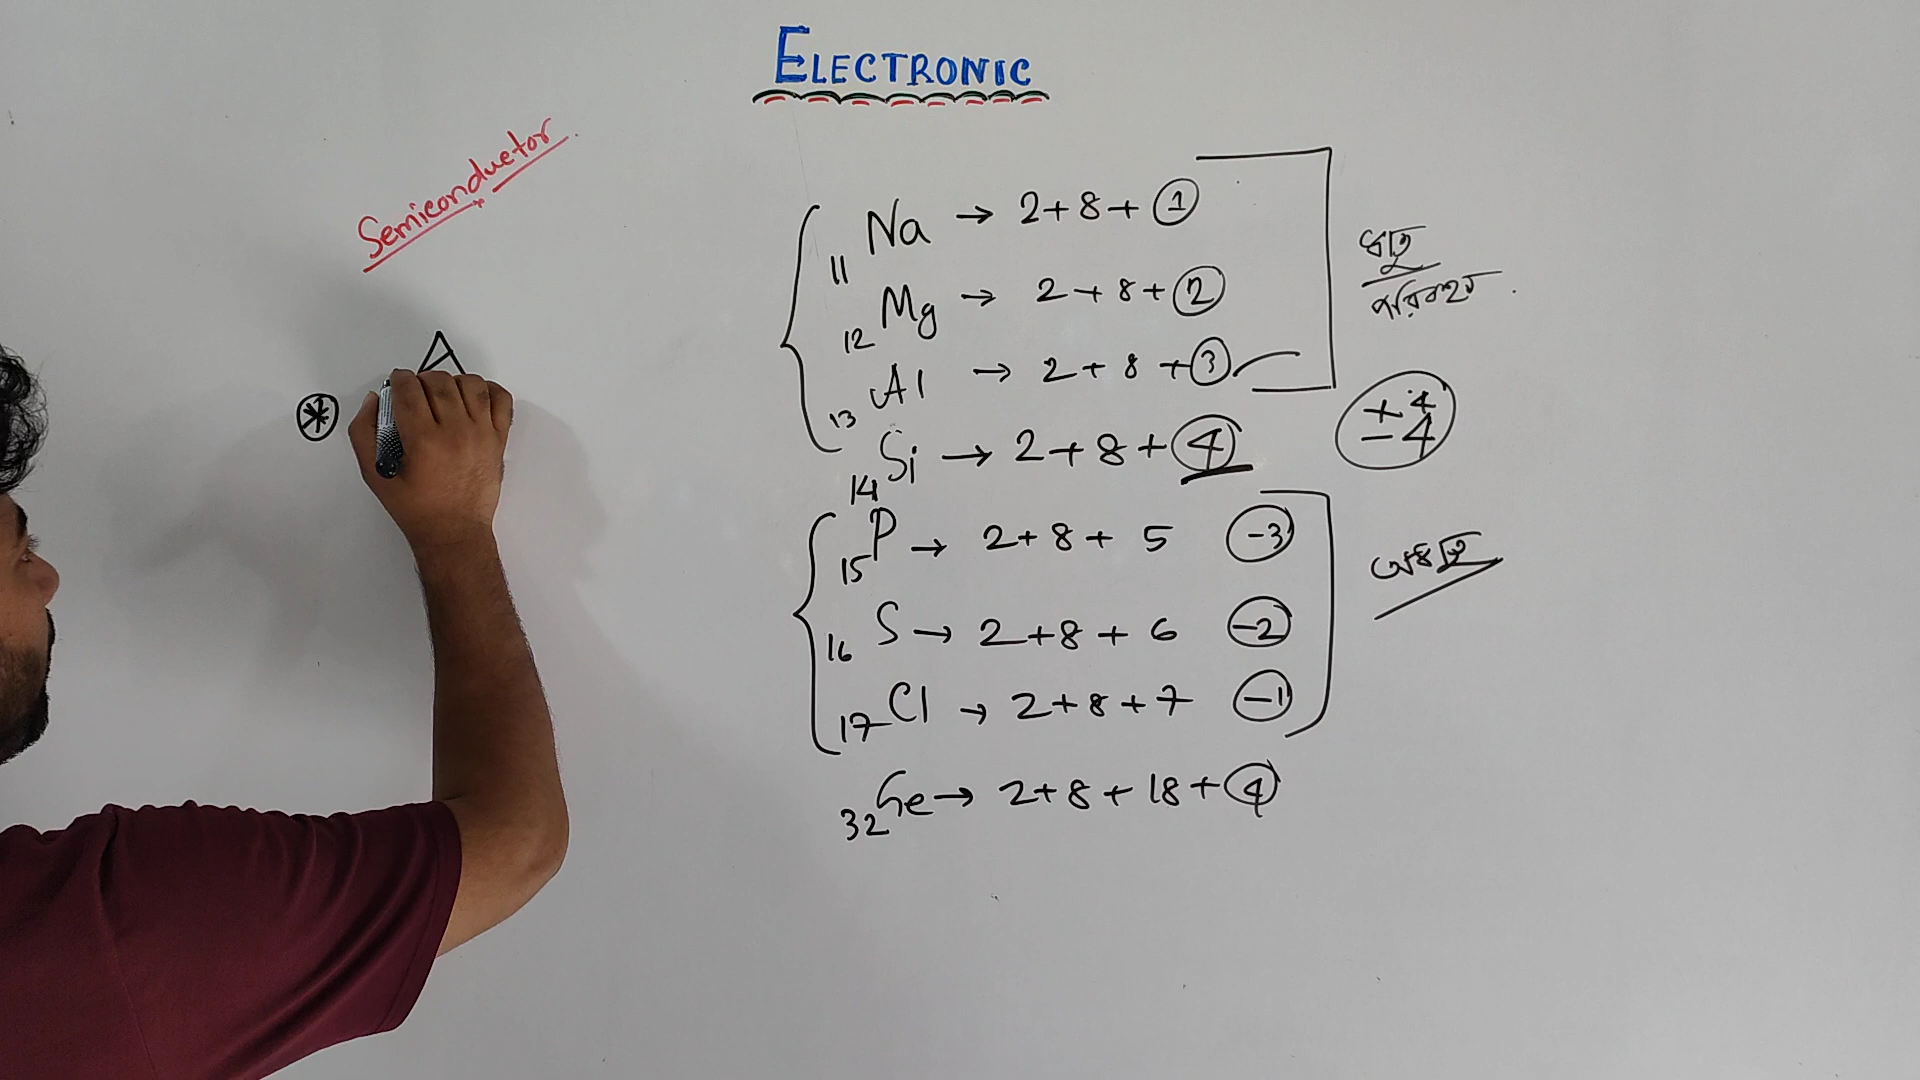 ELECTRONIC
Semiconductor.
11 Na → 2+8+1
12 Mg → 2+8+2
13 Al → 2+8+3
14 Si → 2+8+4
ধাতু
পরিবাহী
+4
-4
15 P → 2+8+5 -3
16 S → 2+8+6 -2
17 Cl → 2+8+7 -1
অধাতু
32 Ge → 2+8+18+4
A